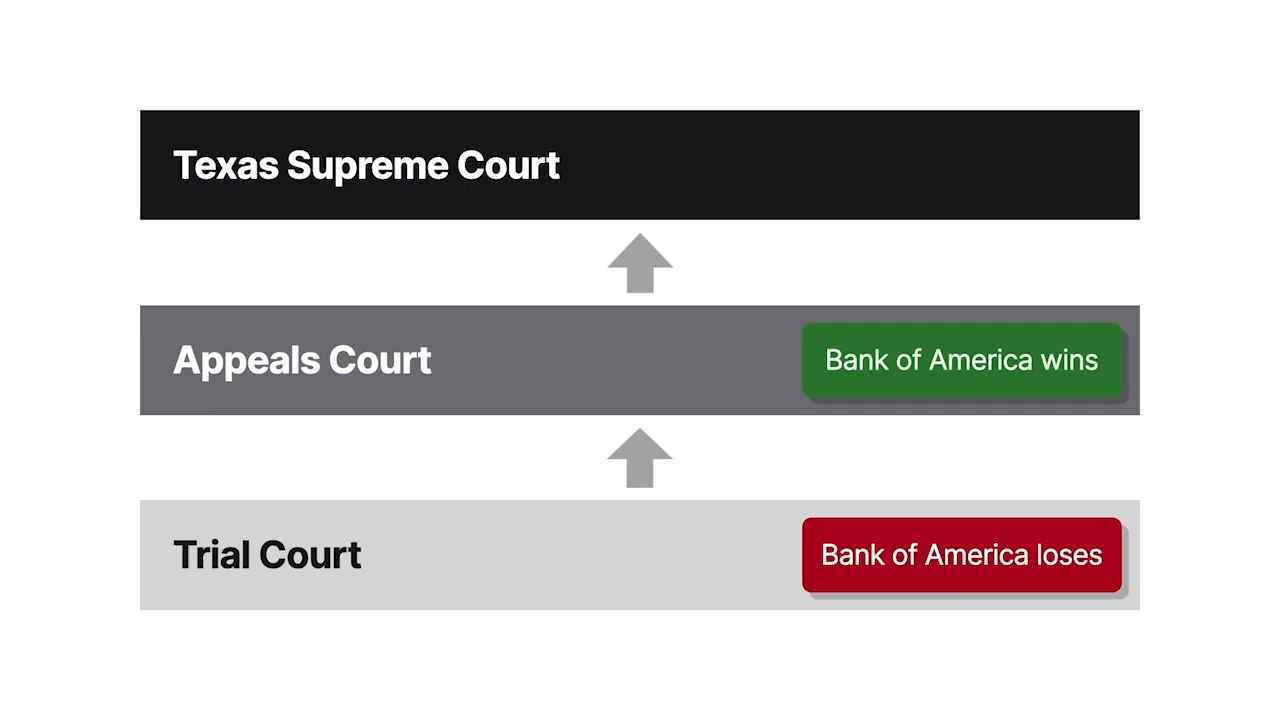 Texas Supreme Court
Appeals Court
Bank of America wins
Trial Court
Bank of America loses